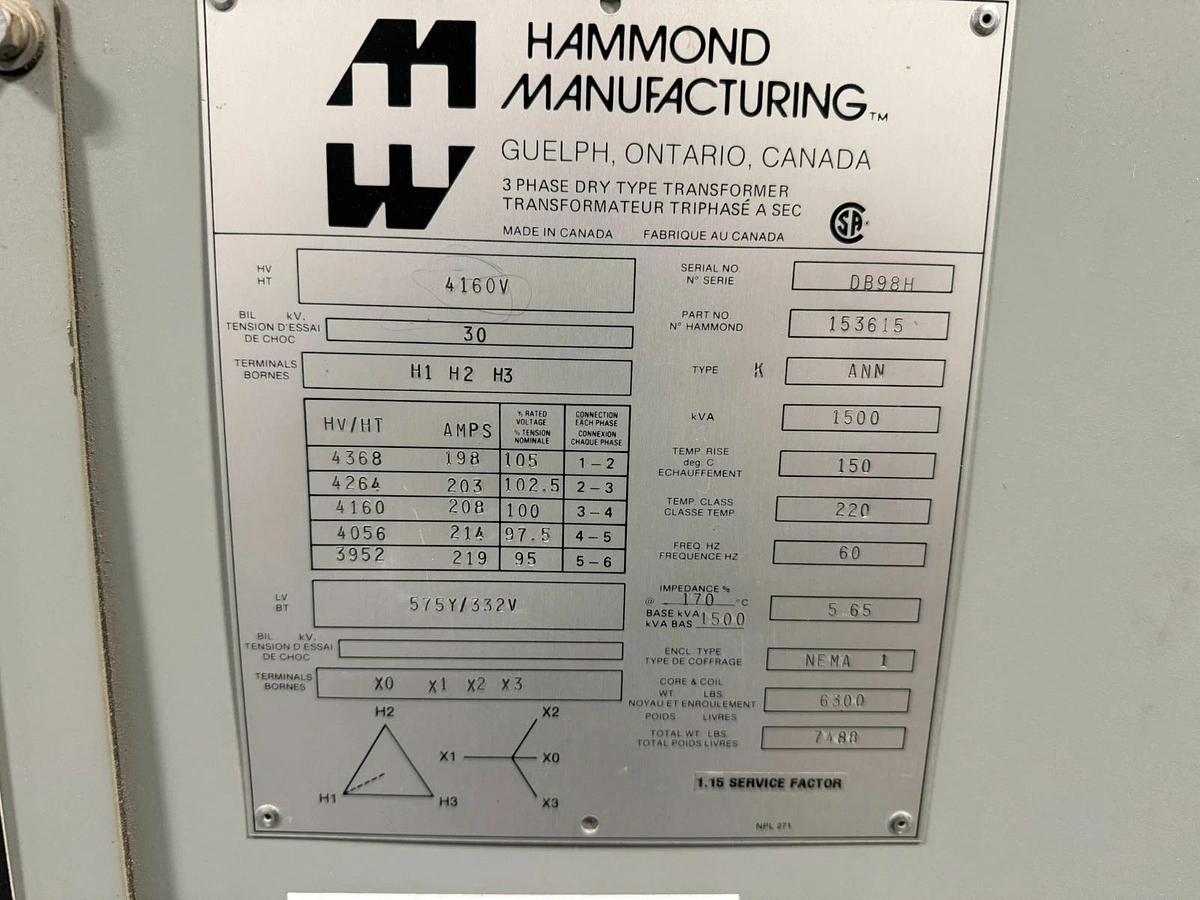 HAMMOND
MANUFACTURING™
GUELPH, ONTARIO, CANADA
3 PHASE DRY TYPE TRANSFORMER
TRANSFORMATEUR TRIPHASÉ A SEC
MADE IN CANADA FABRIQUE AU CANADA
SA
HV
HT
4160V
BIL kV.
TENSION D'ESSAI
DE CHOC
30
TERMINALS
BORNES
H1 H2 H3
HV/HT AMPS % RATED VOLTAGE % TENSION NOMINALE CONNECTION EACH PHASE CONNEXION CHAQUE PHASE
4368 198 105 1-2
4264 203 102.5 2-3
4160 208 100 3-4
4056 214 97.5 4-5
3952 219 95 5-6
LV
BT
575Y/332V
BIL kV.
TENSION D'ESSAI
DE CHOC
TERMINALS
BORNES
X0 X1 X2 X3
H2
H1
H3
X2
X1
X0
X3
SERIAL NO.
N° SERIE
DB98H
PART NO.
N° HAMMOND
153615
TYPE K ANN
kVA 1500
TEMP. RISE
deg. C
ECHAUFFEMENT
150
TEMP. CLASS
CLASSE TEMP.
220
FREQ. HZ
FREQUENCE HZ
60
IMPEDANCE %
@ 170 °C
BASE kVA
kVA BAS 1500
5.65
ENCL. TYPE
TYPE DE COFFRAGE
NEMA 1
CORE & COIL
WT. LBS.
NOYAU ET ENROULEMENT
POIDS LIVRES
6300
TOTAL WT. LBS.
TOTAL POIDS LIVRES
7488
1.15 SERVICE FACTOR
NPL 271